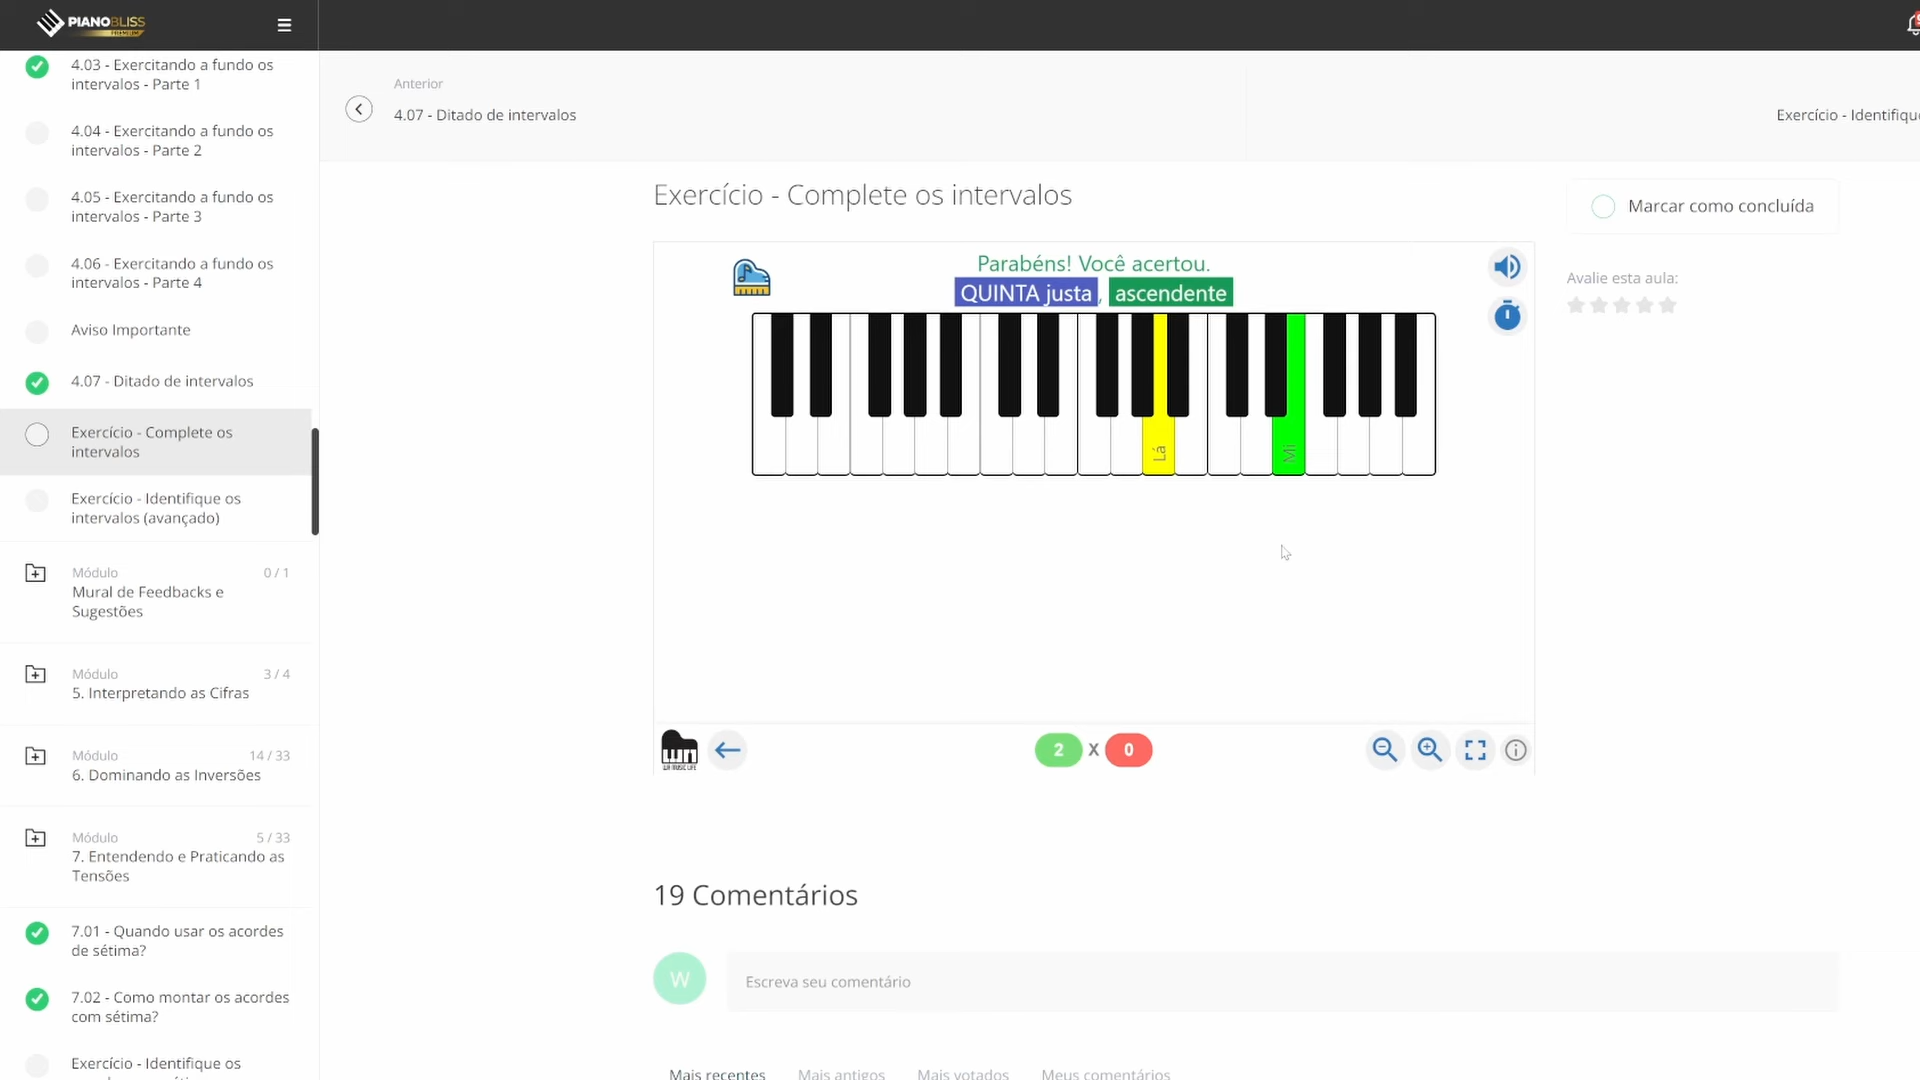 PIANOBLISS
PREMIUM
4.03 - Exercitando a fundo os
intervalos - Parte 1
4.04 - Exercitando a fundo os
intervalos - Parte 2
4.05 - Exercitando a fundo os
intervalos - Parte 3
4.06 - Exercitando a fundo os
intervalos - Parte 4
Aviso Importante
4.07 - Ditado de intervalos
Exercício - Complete os
intervalos
Exercício - Identifique os
intervalos (avançado)
Módulo 0 / 1
Mural de Feedbacks e
Sugestões
Módulo 3 / 4
5. Interpretando as Cifras
Módulo 14 / 33
6. Dominando as Inversões
Módulo 5 / 33
7. Entendendo e Praticando as
Tensões
7.01 - Quando usar os acordes
de sétima?
7.02 - Como montar os acordes
com sétima?
Exercício - Identifique os
Anterior
4.07 - Ditado de intervalos
Exercício - Identifiqu
Exercício - Complete os intervalos
Marcar como concluída
Avalie esta aula:
Parabéns! Você acertou.
QUINTA justa, ascendente
Lá
Mi
2 X 0
19 Comentários
W
Escreva seu comentário
Mais recentes Mais antigos Mais votados Meus comentários